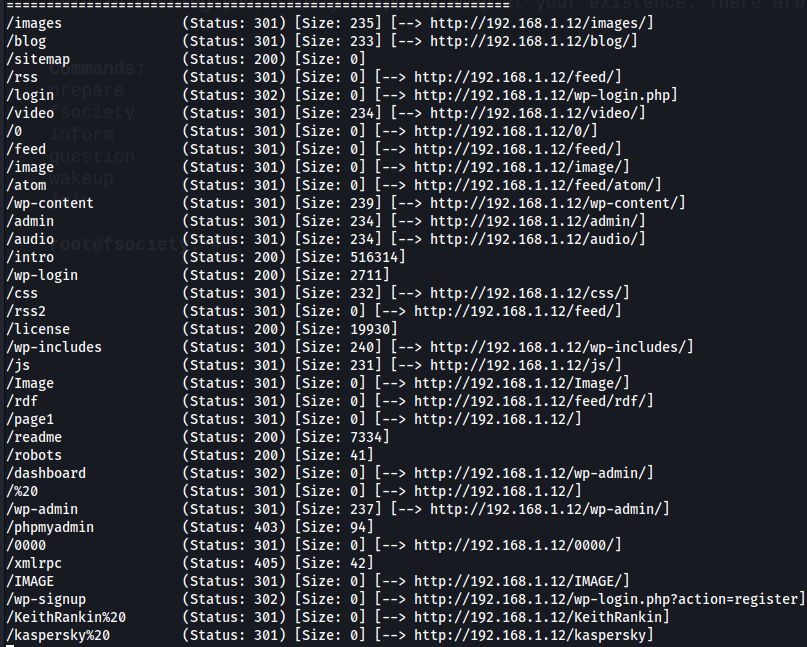 ===============================================================
t your existence. There are
/images (Status: 301) [Size: 235] [--> http://192.168.1.12/images/]
/blog (Status: 301) [Size: 233] [--> http://192.168.1.12/blog/]
/sitemap (Status: 200) [Size: 0]
Commands:
/rss (Status: 301) [Size: 0] [--> http://192.168.1.12/feed/]
/login (Status: 302) [Size: 0] [--> http://192.168.1.12/wp-login.php]
prepare
/video (Status: 301) [Size: 234] [--> http://192.168.1.12/video/]
fsociety
/0 (Status: 301) [Size: 0] [--> http://192.168.1.12/0/]
inform
/feed (Status: 301) [Size: 0] [--> http://192.168.1.12/feed/]
question
/image (Status: 301) [Size: 0] [--> http://192.168.1.12/image/]
/atom (Status: 301) [Size: 0] [--> http://192.168.1.12/feed/atom/]
wakeup
/wp-content (Status: 301) [Size: 239] [--> http://192.168.1.12/wp-content/]
/admin (Status: 301) [Size: 234] [--> http://192.168.1.12/admin/]
/audio (Status: 301) [Size: 234] [--> http://192.168.1.12/audio/]
root@fsociety
/intro (Status: 200) [Size: 516314]
/wp-login (Status: 200) [Size: 2711]
/css (Status: 301) [Size: 232] [--> http://192.168.1.12/css/]
/rss2 (Status: 301) [Size: 0] [--> http://192.168.1.12/feed/]
/license (Status: 200) [Size: 19930]
/wp-includes (Status: 301) [Size: 240] [--> http://192.168.1.12/wp-includes/]
/js (Status: 301) [Size: 231] [--> http://192.168.1.12/js/]
/Image (Status: 301) [Size: 0] [--> http://192.168.1.12/Image/]
/rdf (Status: 301) [Size: 0] [--> http://192.168.1.12/feed/rdf/]
/page1 (Status: 301) [Size: 0] [--> http://192.168.1.12/]
/readme (Status: 200) [Size: 7334]
/robots (Status: 200) [Size: 41]
/dashboard (Status: 302) [Size: 0] [--> http://192.168.1.12/wp-admin/]
/%20 (Status: 301) [Size: 0] [--> http://192.168.1.12/]
/wp-admin (Status: 301) [Size: 237] [--> http://192.168.1.12/wp-admin/]
/phpmyadmin (Status: 403) [Size: 94]
/0000 (Status: 301) [Size: 0] [--> http://192.168.1.12/0000/]
/xmlrpc (Status: 405) [Size: 42]
/IMAGE (Status: 301) [Size: 0] [--> http://192.168.1.12/IMAGE/]
/wp-signup (Status: 302) [Size: 0] [--> http://192.168.1.12/wp-login.php?action=register]
/KeithRankin%20 (Status: 301) [Size: 0] [--> http://192.168.1.12/KeithRankin]
/kaspersky%20 (Status: 301) [Size: 0] [--> http://192.168.1.12/kaspersky]